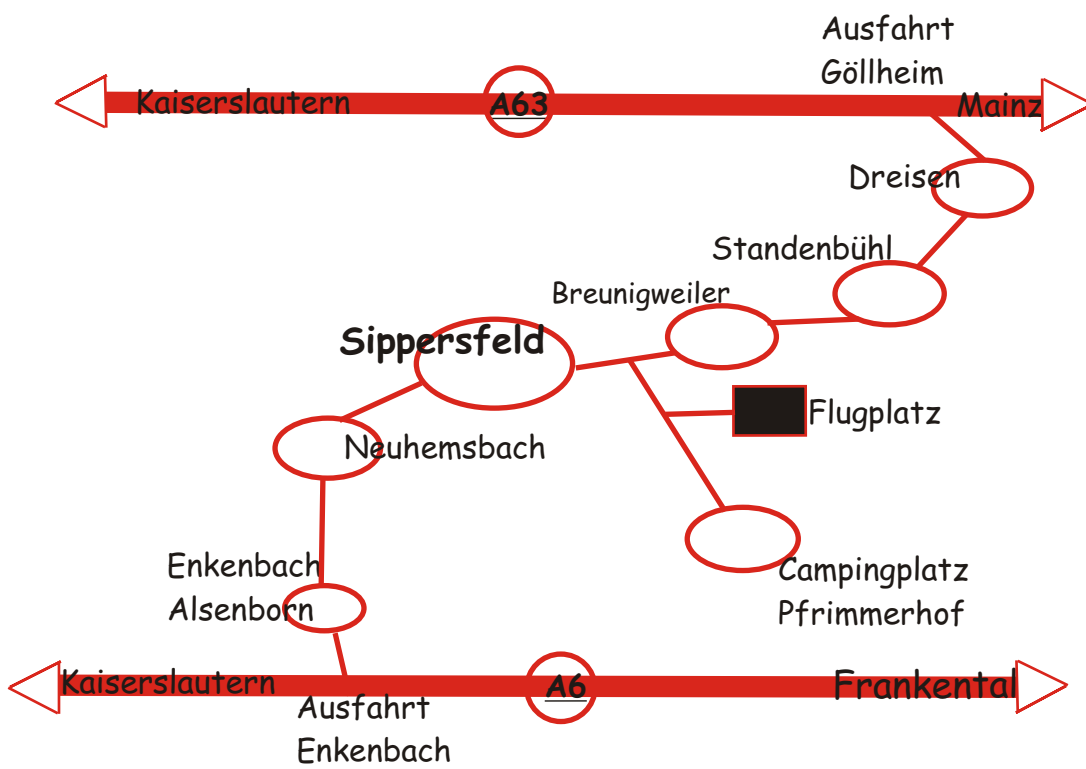 Ausfahrt
Göllheim
Kaiserslautern
A63
Mainz
Dreisen
Standenbühl
Breunigweiler
Sippersfeld
Flugplatz
Neuhemsbach
Enkenbach
Alsenborn
Campingplatz
Pfrimmerhof
Kaiserslautern
A6
Frankental
Ausfahrt
Enkenbach